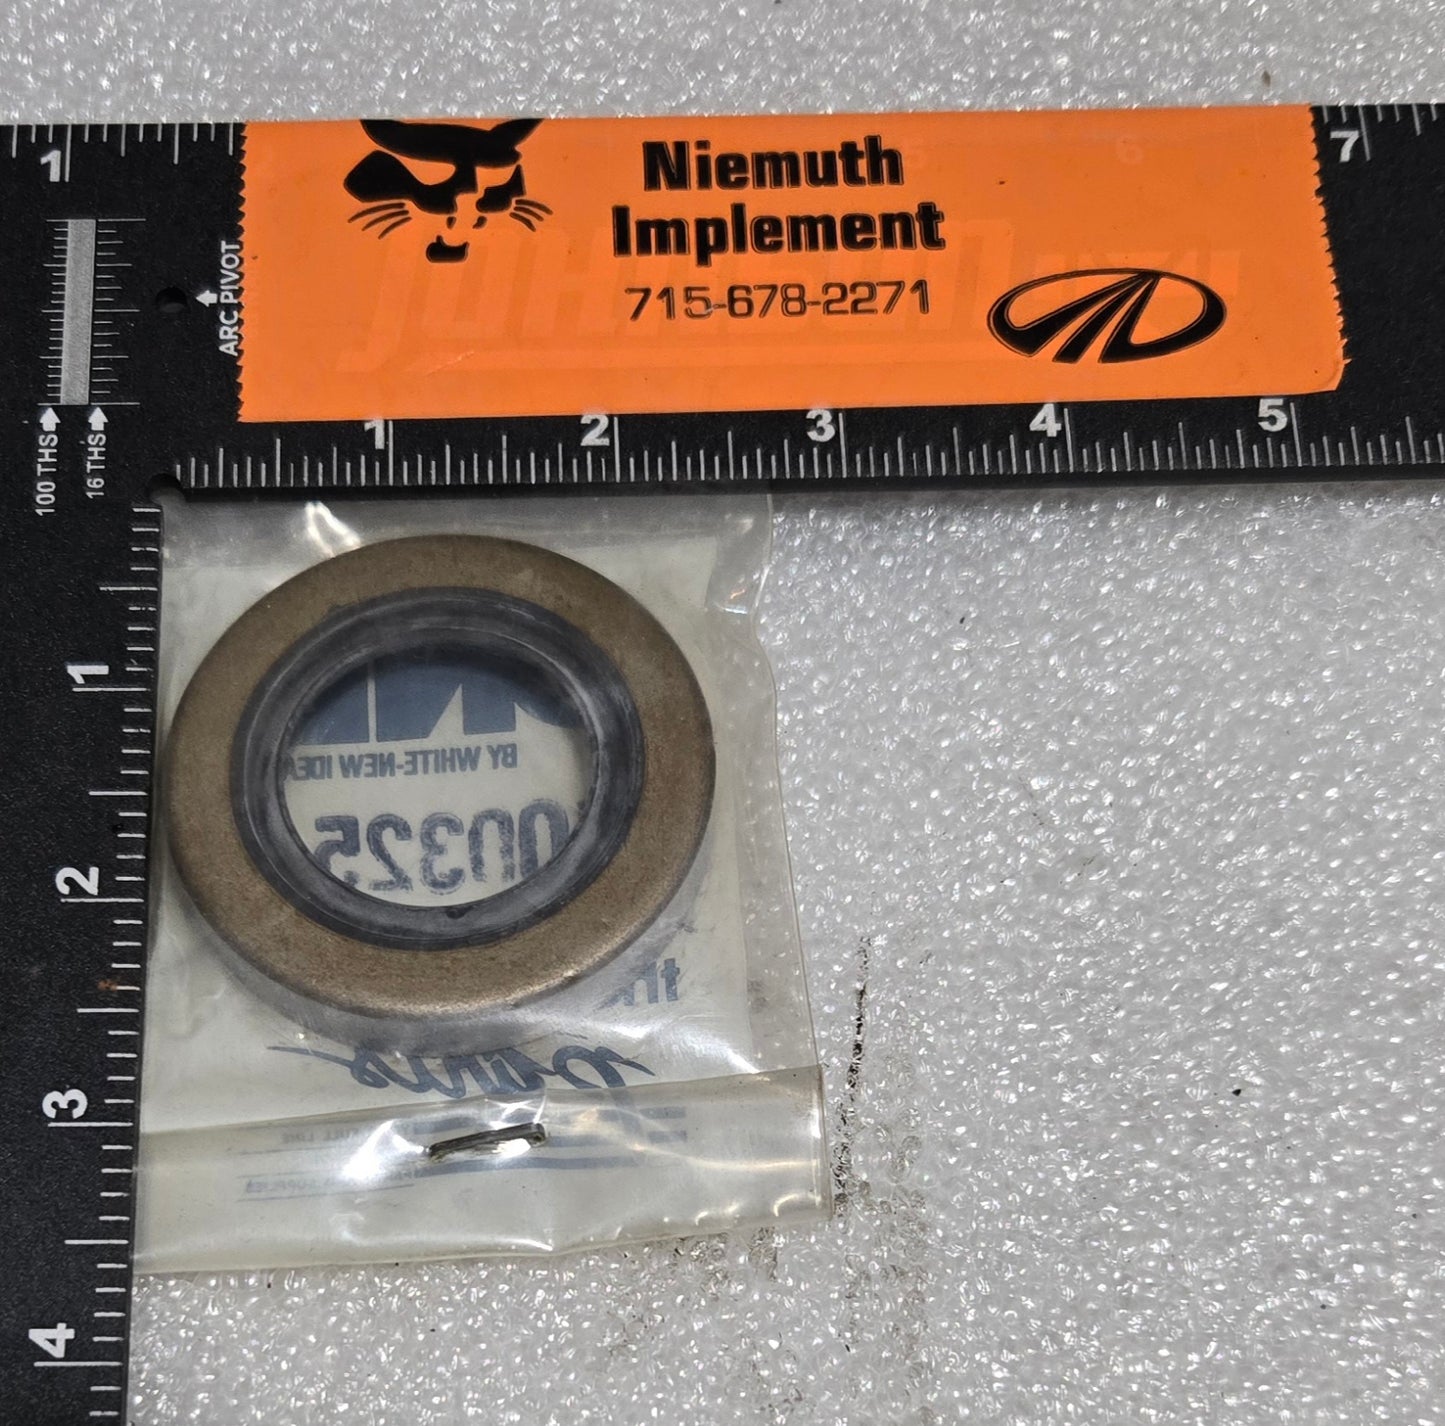 1
7
Niemuth
Implement
715-678-2271
ARC PIVOT
100 THS
16 THS
1 2 3 4 5
1
2
3
4
BY WHITE-NEW IDEA
00325